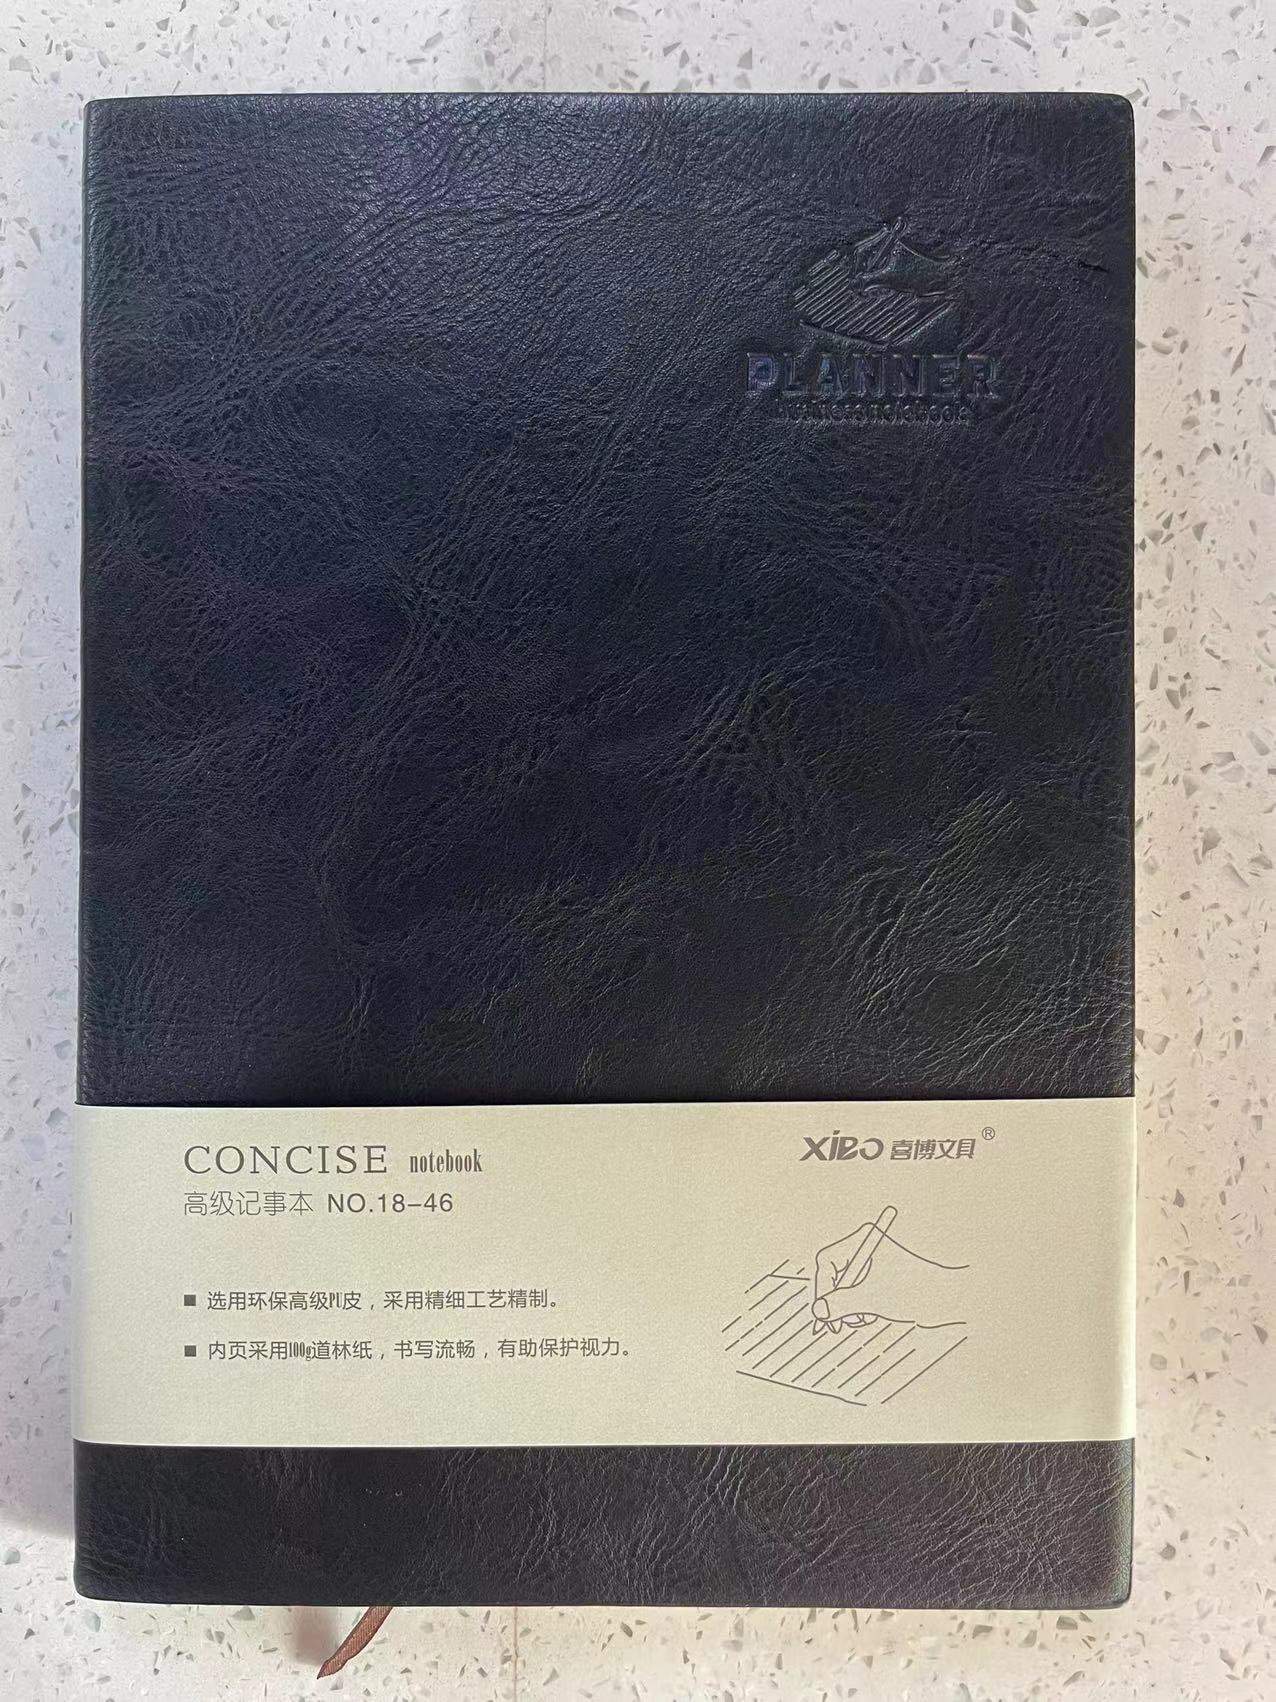 PLANNER
business notebook
CONCISE notebook
XiBO 喜博文具®
高级记事本 NO.18-46
■ 选用环保高级PU皮，采用精细工艺精制。
■ 内页采用100g道林纸，书写流畅，有助保护视力。